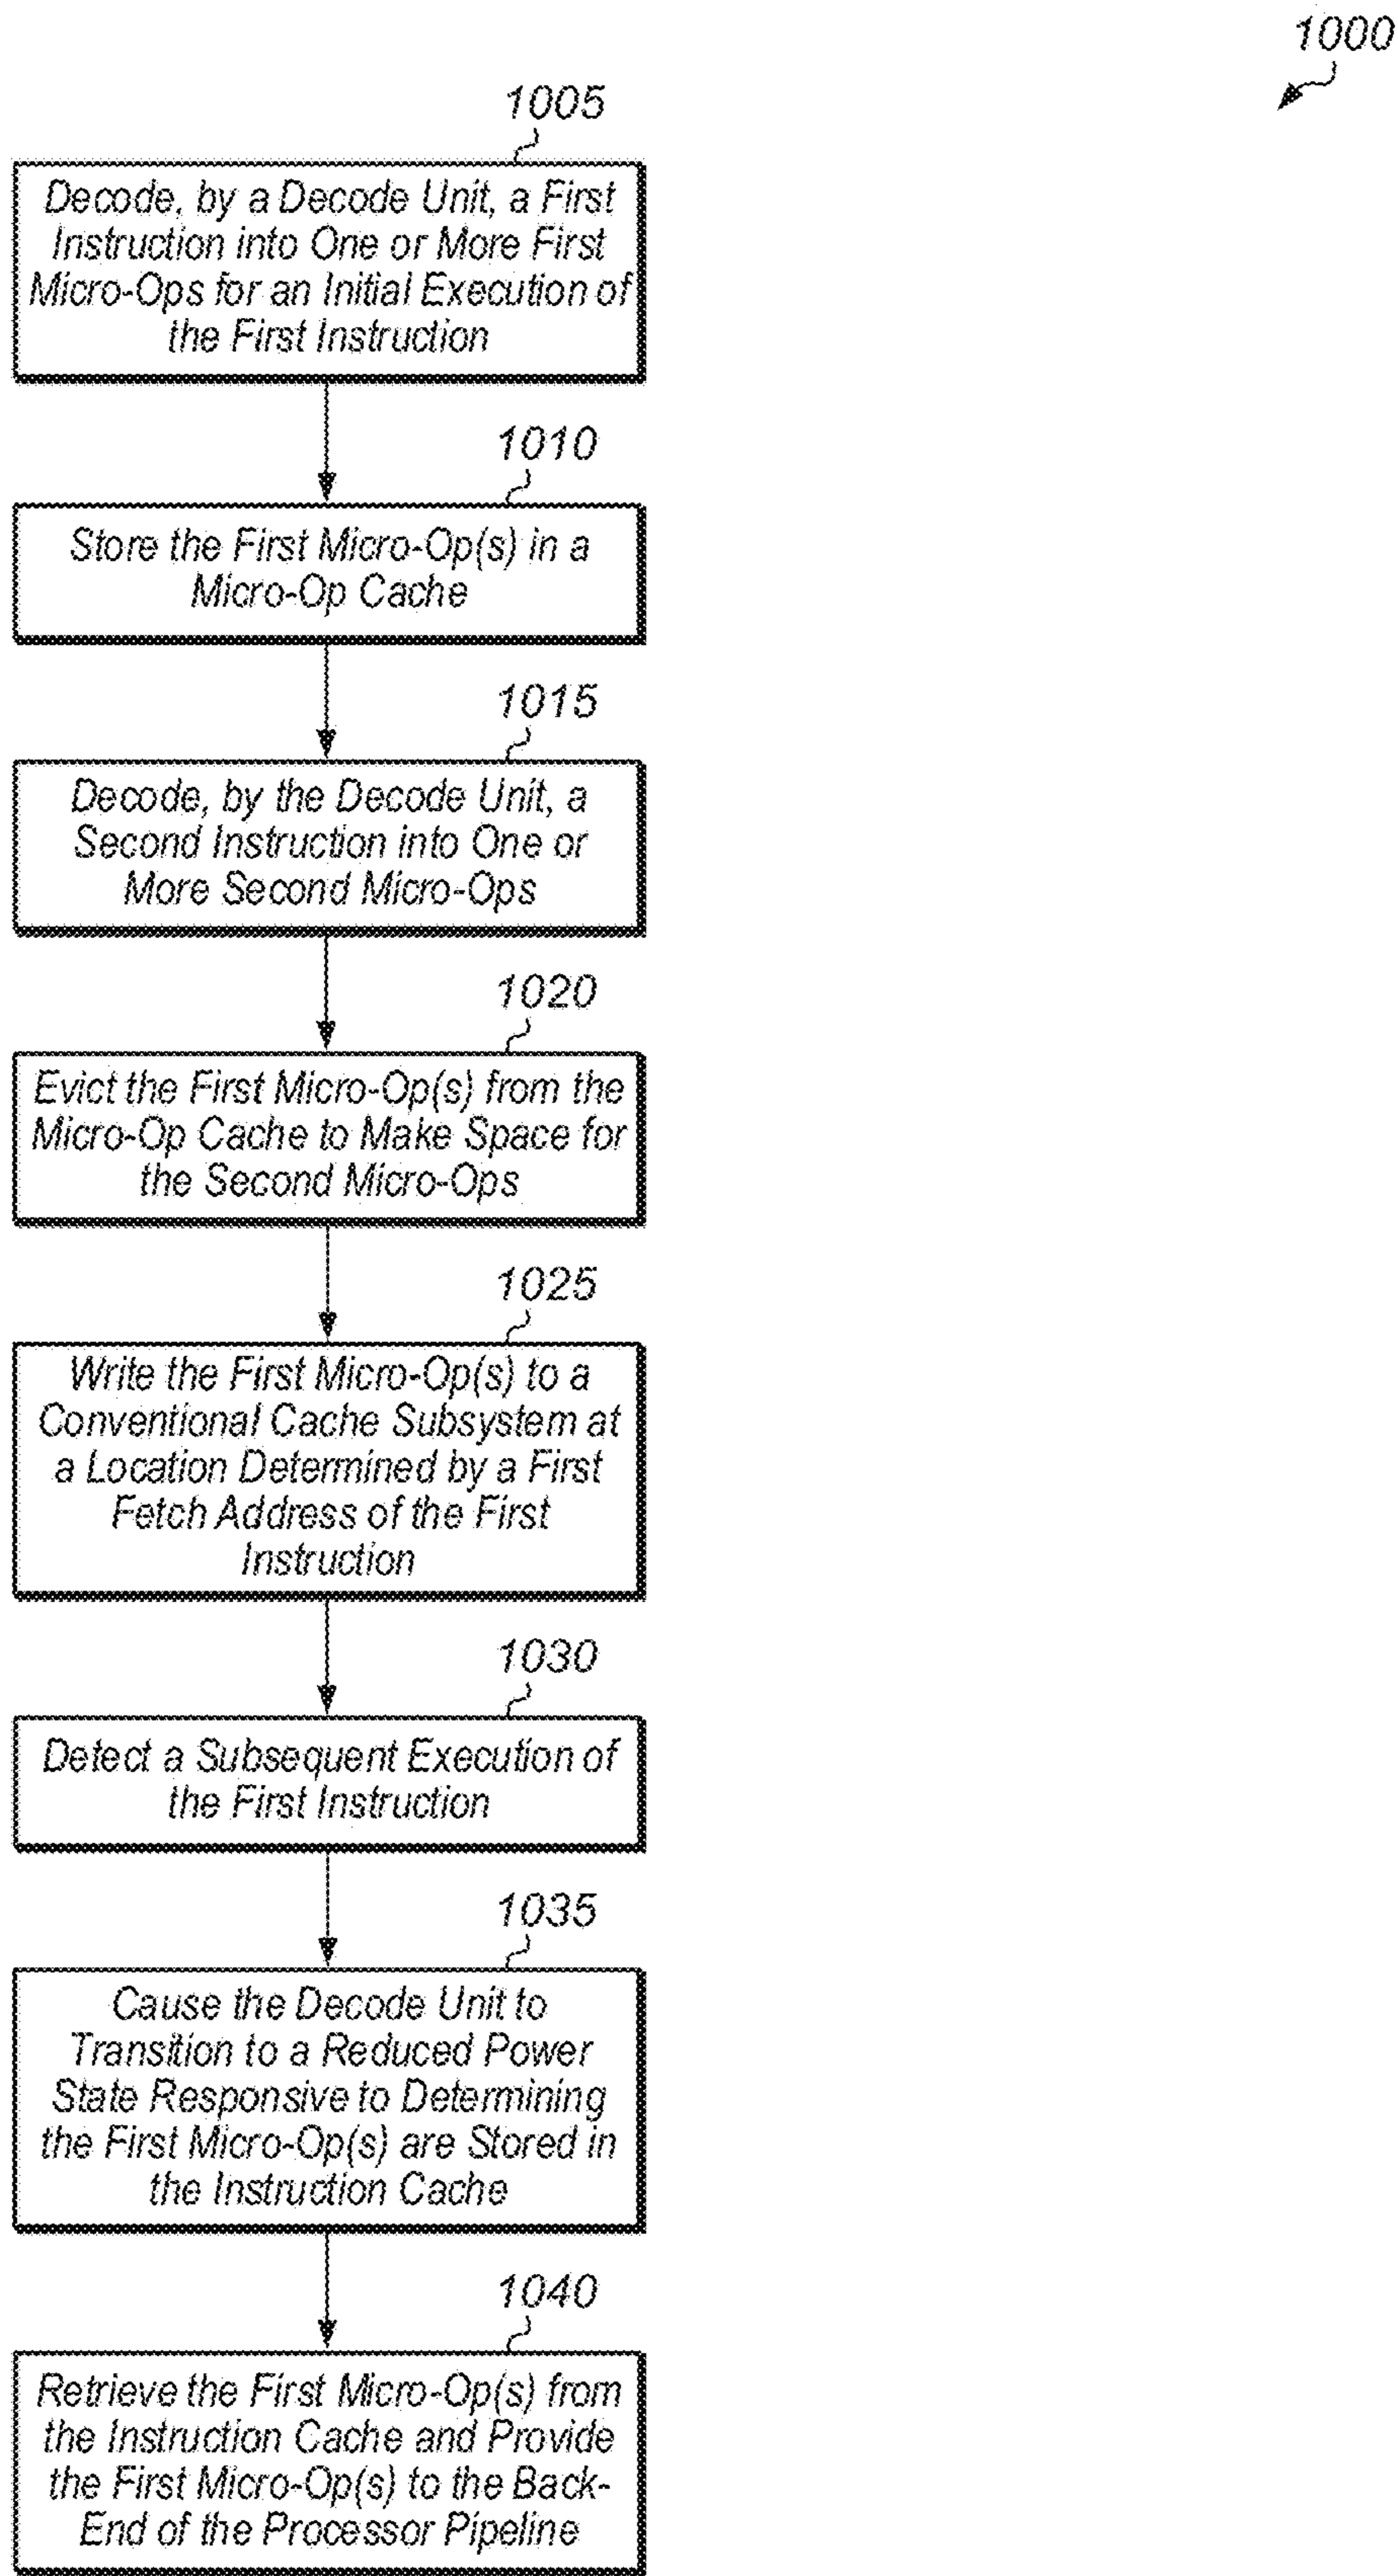 1000
1005
Decode, by a Decode Unit, a First
Instruction into One or More First
Micro-Ops for an Initial Execution of
the First Instruction
1010
Store the First Micro-Op(s) in a
Micro-Op Cache
1015
Decode, by the Decode Unit, a
Second Instruction into One or
More Second Micro-Ops
1020
Evict the First Micro-Op(s) from the
Micro-Op Cache to Make Space for
the Second Micro-Ops
1025
Write the First Micro-Op(s) to a
Conventional Cache Subsystem at
a Location Determined by a First
Fetch Address of the First
Instruction
1030
Detect a Subsequent Execution of
the First Instruction
1035
Cause the Decode Unit to
Transition to a Reduced Power
State Responsive to Determining
the First Micro-Op(s) are Stored in
the Instruction Cache
1040
Retrieve the First Micro-Op(s) from
the Instruction Cache and Provide
the First Micro-Op(s) to the Back-
End of the Processor Pipeline